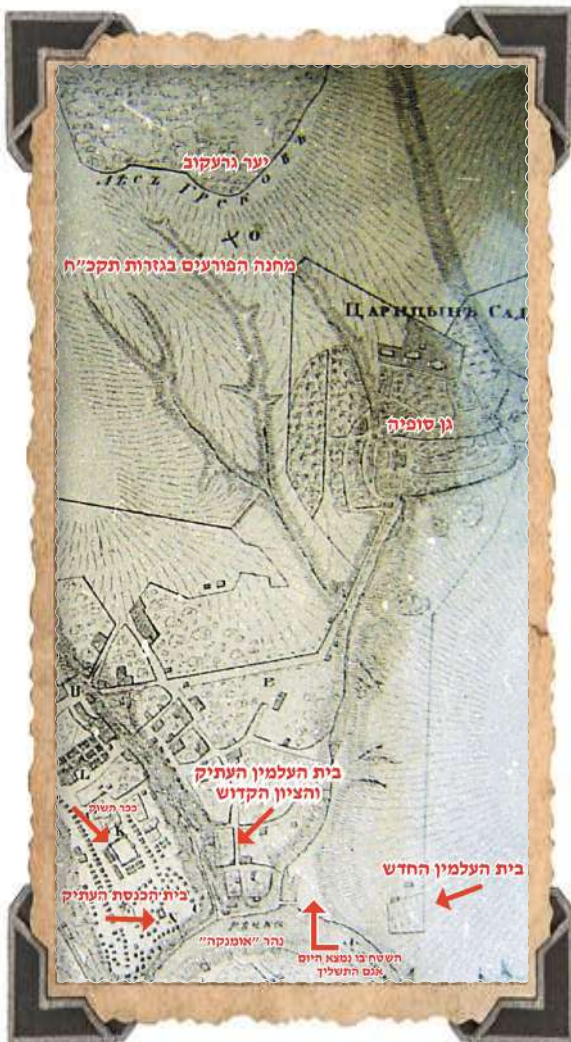 יער גרעקוב
ЛѢСЪ ГРЕКОВЪ
О
מחנה הפורעים בגזרות תקכ"ח
ЦАРИЦЫНЪ САД
גן סופיה
בית העלמין העתיק
והציון הקדוש
ככר השוק
בית העלמין החדש
בית הכנסת העתיק
נהר "אומנקה"
השטח בו נמצא היום
אגם התשליך